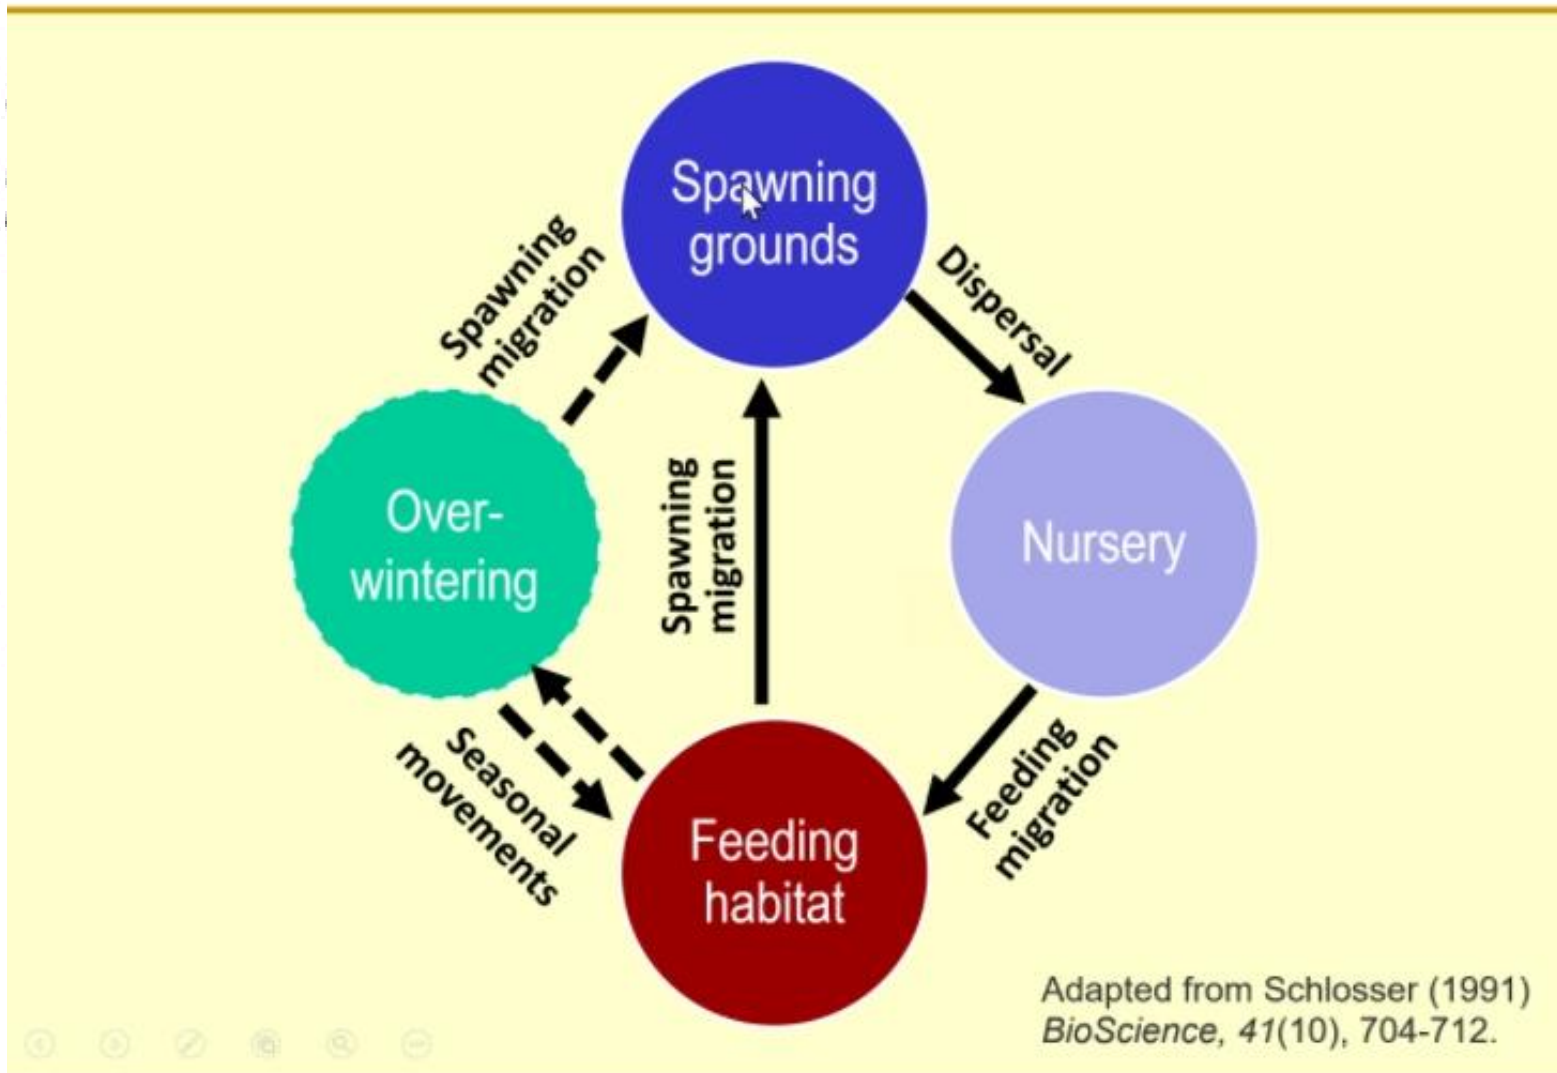 Spawning
grounds
Dispersal
Spawning
migration
Over-
wintering
Spawning
migration
Nursery
Seasonal
movements
Feeding
habitat
Feeding
migration
Adapted from Schlosser (1991)
BioScience, 41(10), 704-712.